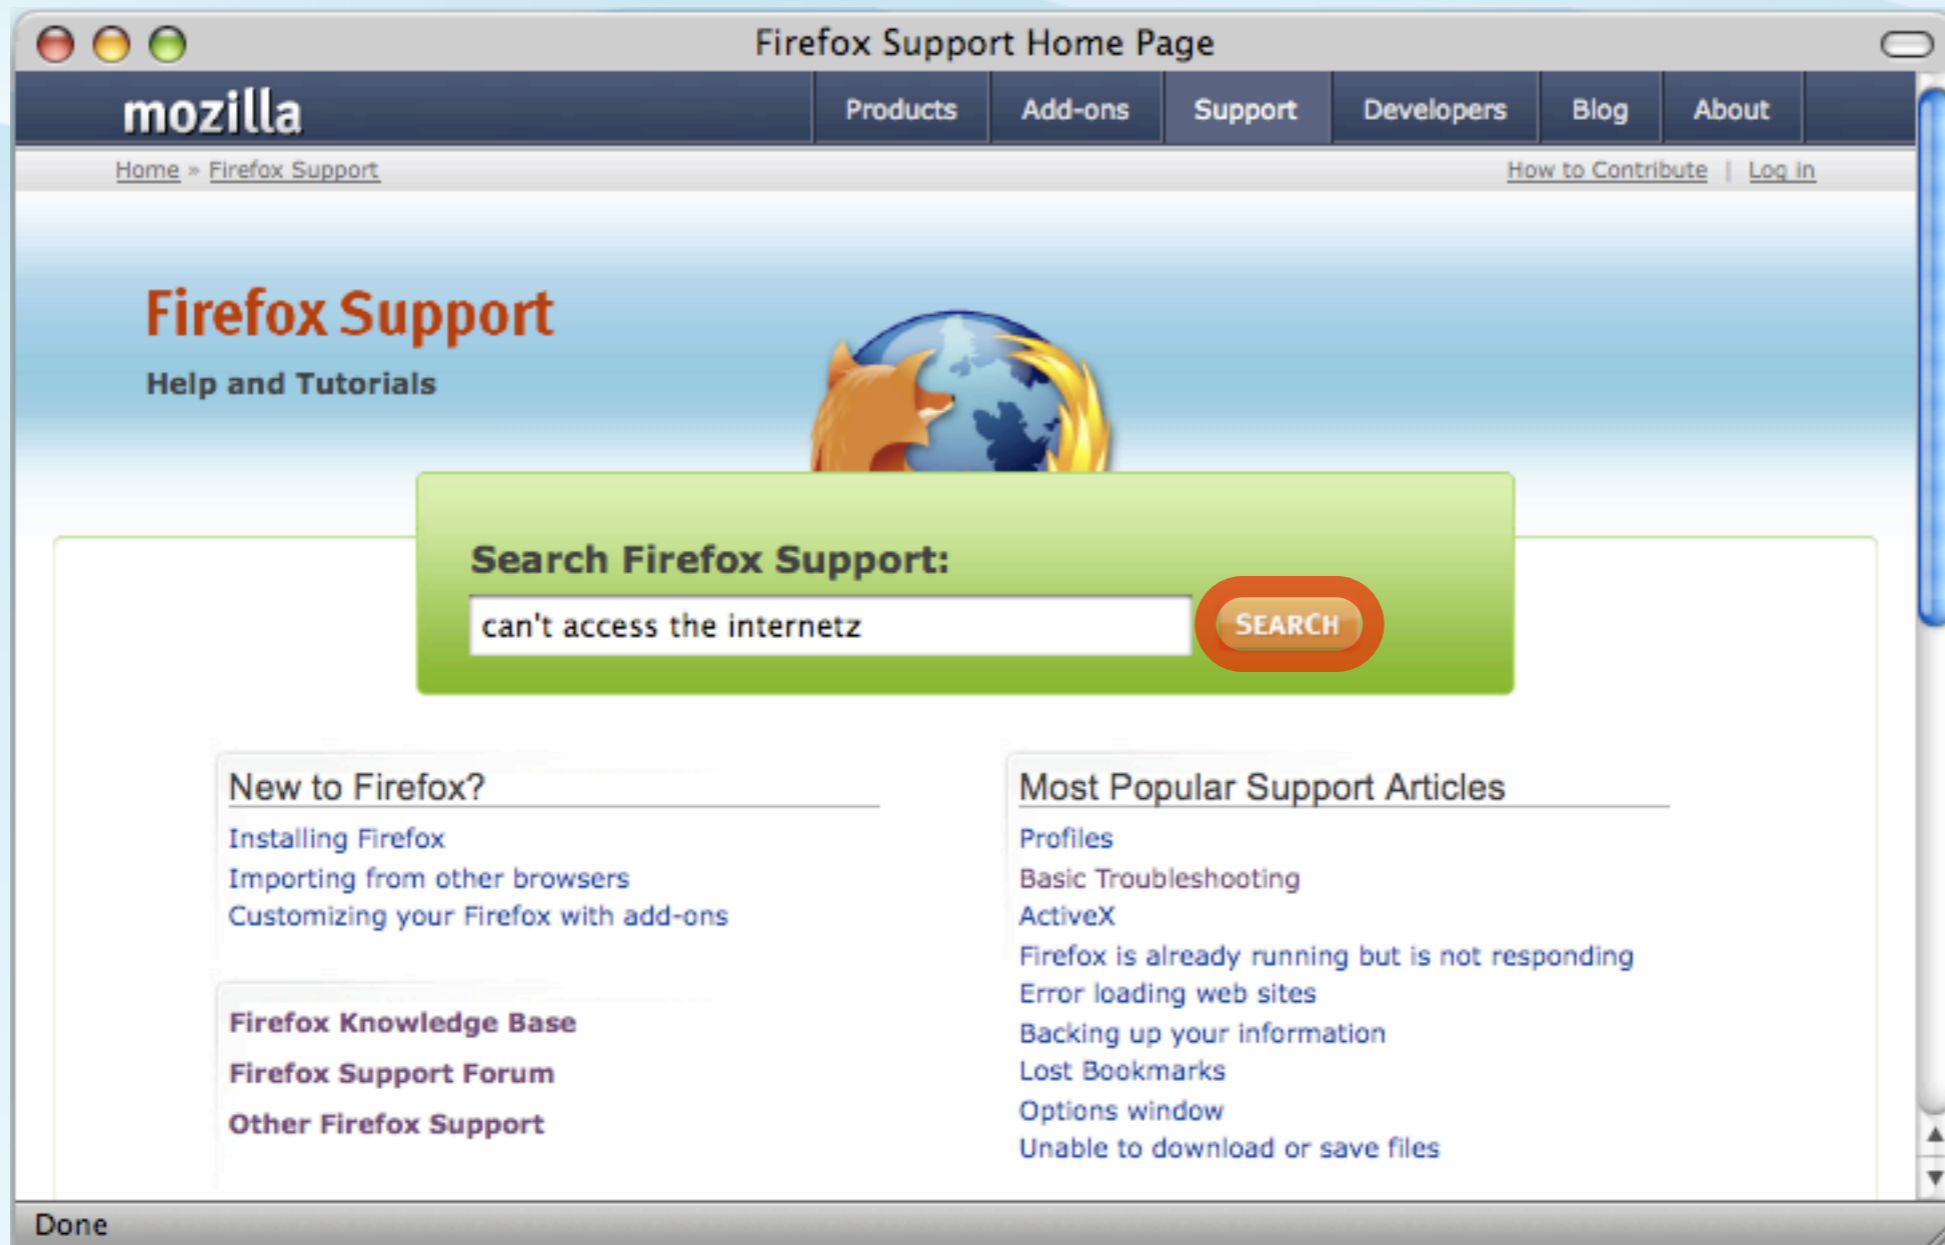 Firefox Support Home Page
mozilla Products Add-ons Support Developers Blog About
Home » Firefox Support How to Contribute | Log in
Firefox Support
Help and Tutorials
Search Firefox Support:
can't access the internetz SEARCH
New to Firefox?
Installing Firefox
Importing from other browsers
Customizing your Firefox with add-ons
Firefox Knowledge Base
Firefox Support Forum
Other Firefox Support
Most Popular Support Articles
Profiles
Basic Troubleshooting
ActiveX
Firefox is already running but is not responding
Error loading web sites
Backing up your information
Lost Bookmarks
Options window
Unable to download or save files
Done